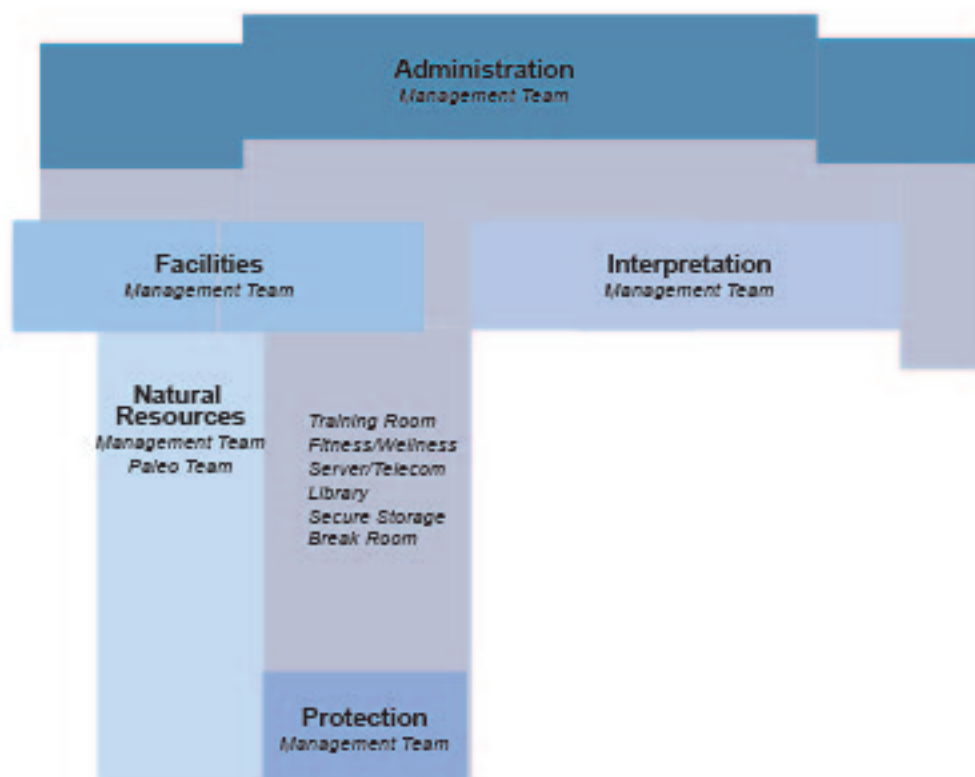 Administration
Management Team
Facilities
Management Team
Interpretation
Management Team
Natural
Resources
Management Team
Paleo Team
Training Room
Fitness/Wellness
Server/Telecom
Library
Secure Storage
Break Room
Protection
Management Team